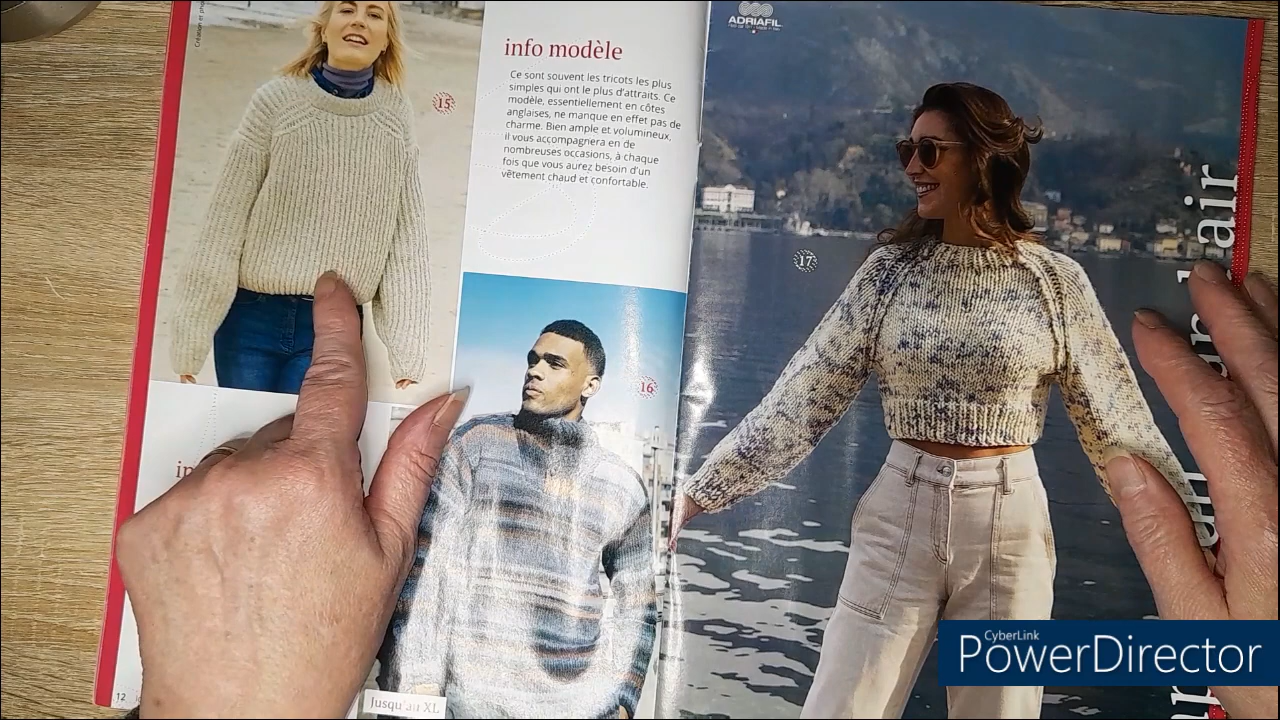 15
info modèle
Ce sont souvent les tricots les plus
simples qui ont le plus d'attraits. Ce
modèle, essentiellement en côtes
anglaises, ne manque en effet pas de
charme. Bien ample et volumineux,
il vous accompagnera en de
nombreuses occasions, à chaque
fois que vous aurez besoin d'un
vêtement chaud et confortable.
16
Jusqu'au XL
12
ADRIAFIL
17
air
CyberLink
PowerDirector